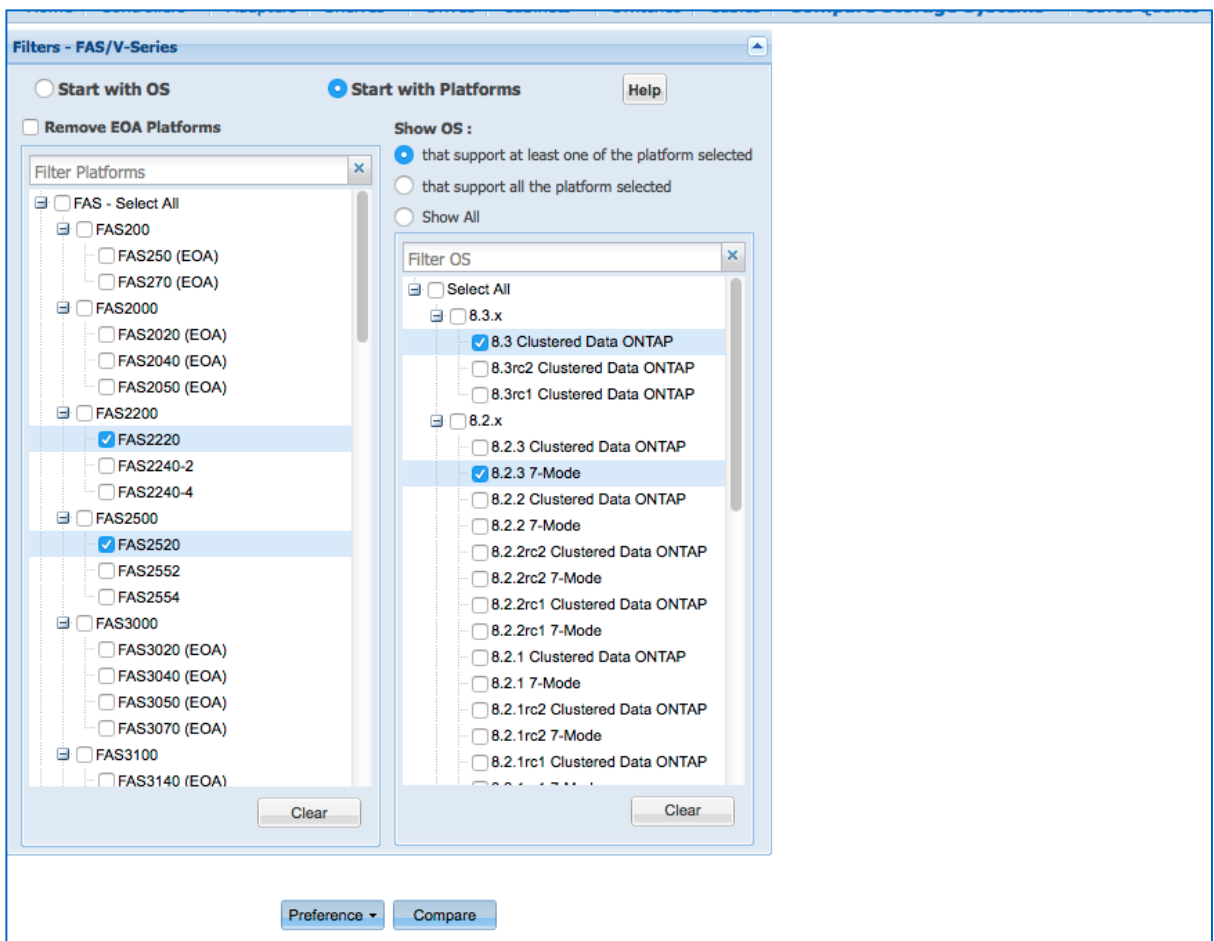 Compare Storage Systems
Filters - FAS/V-Series
Start with OS
Start with Platforms
Help
Remove EOA Platforms
Filter Platforms
FAS - Select All
FAS200
FAS250 (EOA)
FAS270 (EOA)
FAS2000
FAS2020 (EOA)
FAS2040 (EOA)
FAS2050 (EOA)
FAS2200
FAS2220
FAS2240-2
FAS2240-4
FAS2500
FAS2520
FAS2552
FAS2554
FAS3000
FAS3020 (EOA)
FAS3040 (EOA)
FAS3050 (EOA)
FAS3070 (EOA)
FAS3100
FAS3140 (EOA)
Clear
Show OS :
that support at least one of the platform selected
that support all the platform selected
Show All
Filter OS
Select All
8.3.x
8.3 Clustered Data ONTAP
8.3rc2 Clustered Data ONTAP
8.3rc1 Clustered Data ONTAP
8.2.x
8.2.3 Clustered Data ONTAP
8.2.3 7-Mode
8.2.2 Clustered Data ONTAP
8.2.2 7-Mode
8.2.2rc2 Clustered Data ONTAP
8.2.2rc2 7-Mode
8.2.2rc1 Clustered Data ONTAP
8.2.2rc1 7-Mode
8.2.1 Clustered Data ONTAP
8.2.1 7-Mode
8.2.1rc2 Clustered Data ONTAP
8.2.1rc2 7-Mode
8.2.1rc1 Clustered Data ONTAP
Clear
Preference
Compare